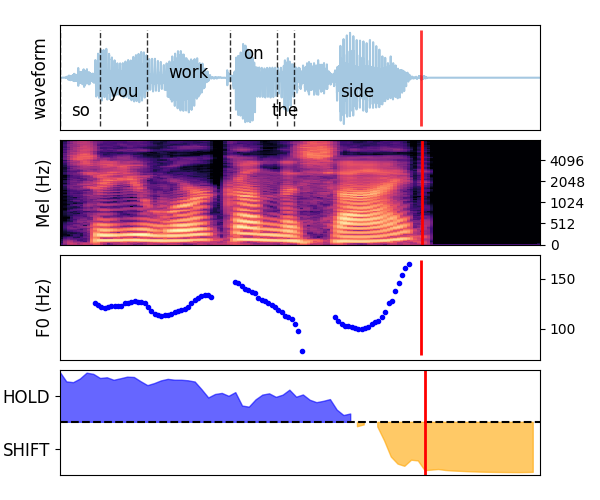 waveform
so
you
work
on
the
side
Mel (Hz)
4096
2048
1024
512
0
F0 (Hz)
150
100
HOLD
SHIFT